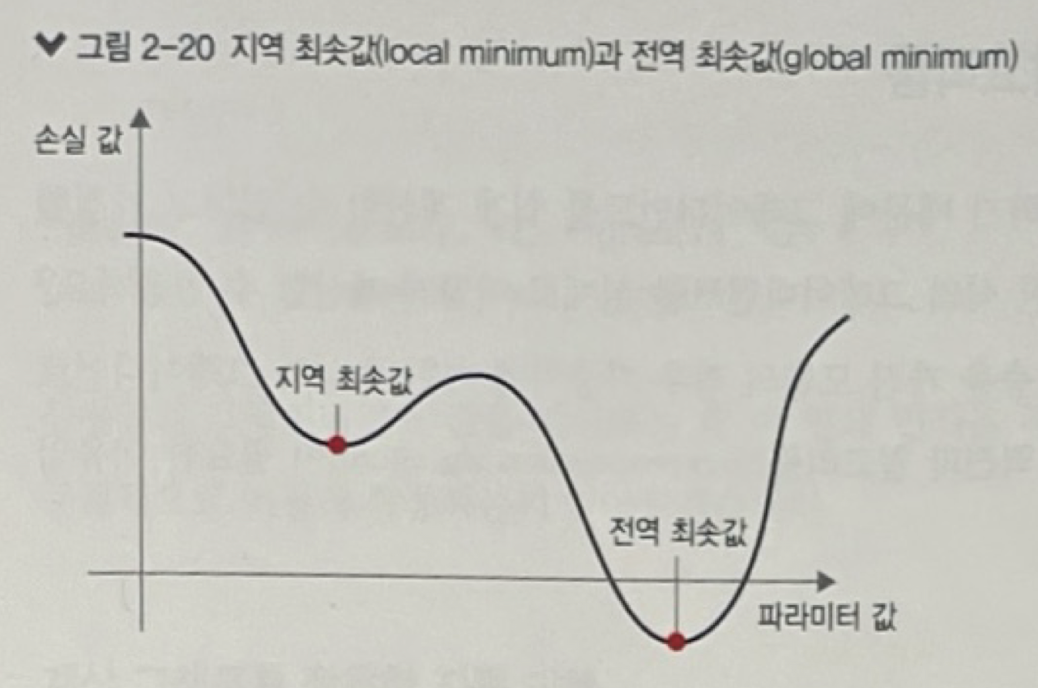 그림 2-20 지역 최솟값(local minimum)과 전역 최솟값(global minimum)
손실 값
지역 최솟값
전역 최솟값
파라미터 값